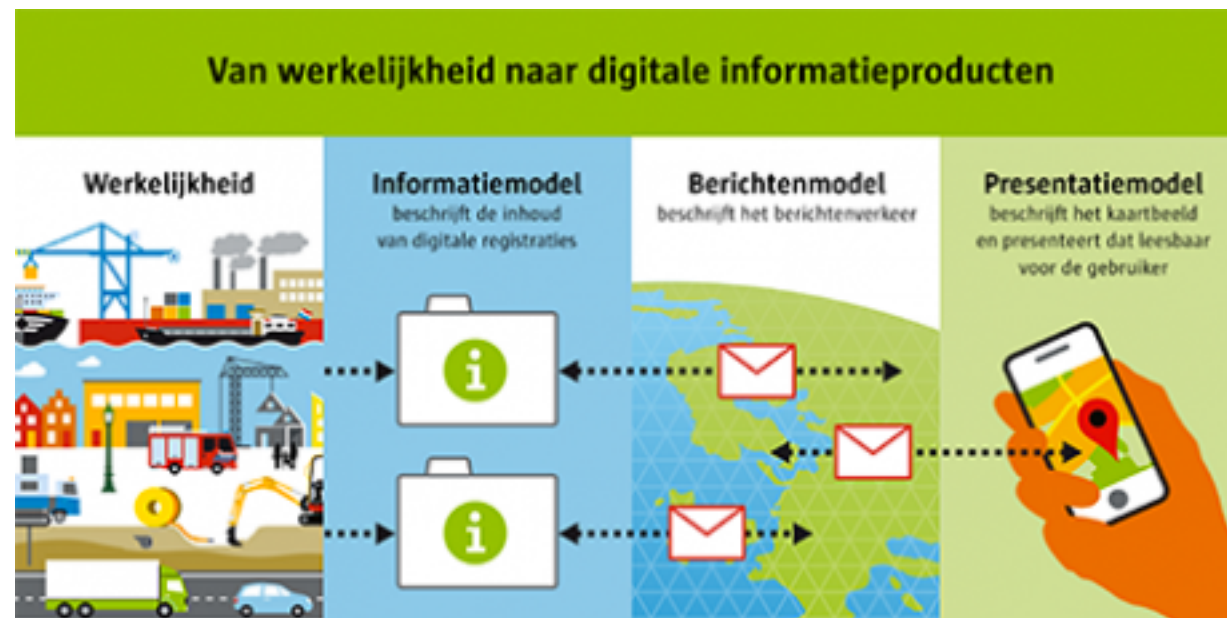 Van werkelijkheid naar digitale informatieproducten
Werkelijkheid
Informatiemodel
beschrijft de inhoud
van digitale registraties
Berichtenmodel
beschrijft het berichtenverkeer
Presentatiemodel
beschrijft het kaartbeeld
en presenteert dat leesbaar
voor de gebruiker
i
i